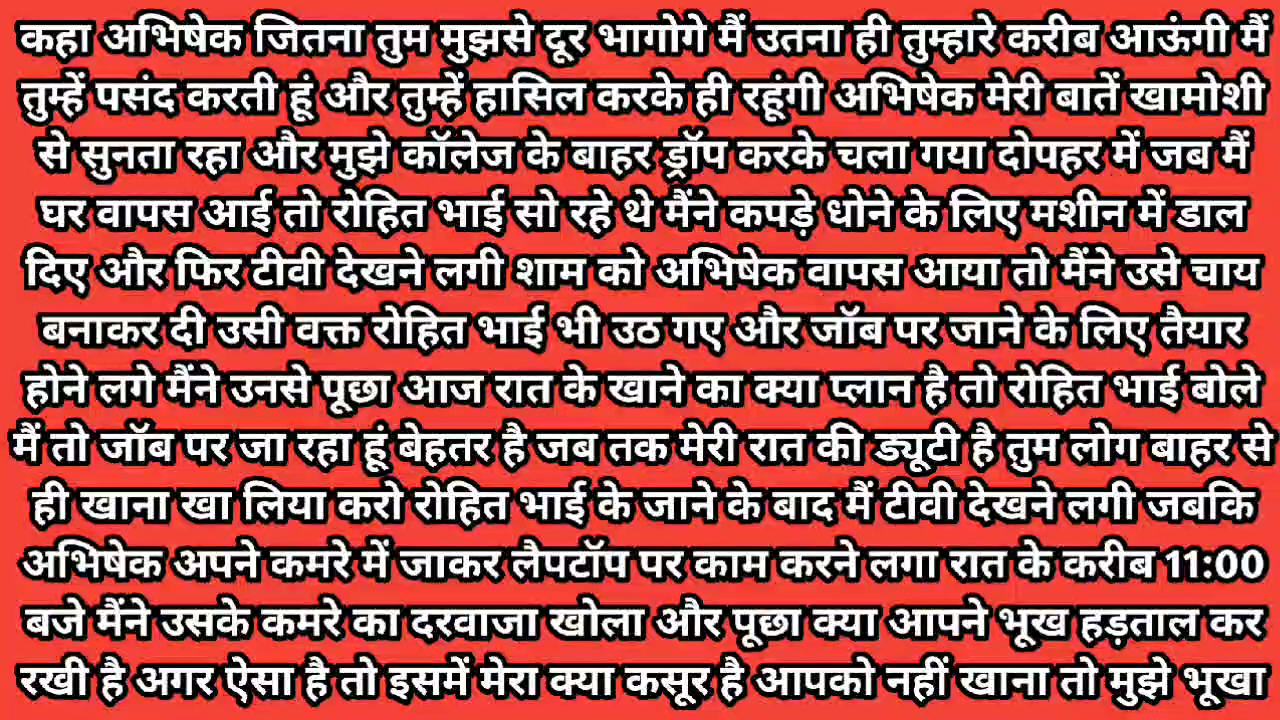 कहा अभिषेक जितना तुम मुझसे दूर भागोगे मैं उतना ही तुम्हारे करीब आऊंगी मैं
तुम्हें पसंद करती हूं और तुम्हें हासिल करके ही रहूंगी अभिषेक मेरी बातें खामोशी
से सुनता रहा और मुझे कॉलेज के बाहर ड्रॉप करके चला गया दोपहर में जब मैं
घर वापस आई तो रोहित भाई सो रहे थे मैंने कपड़े धोने के लिए मशीन में डाल
दिए और फिर टीवी देखने लगी शाम को अभिषेक वापस आया तो मैंने उसे चाय
बनाकर दी उसी वक्त रोहित भाई भी उठ गए और जॉब पर जाने के लिए तैयार
होने लगे मैंने उनसे पूछा आज रात के खाने का क्या प्लान है तो रोहित भाई बोले
मैं तो जॉब पर जा रहा हूं बेहतर है जब तक मेरी रात की ड्यूटी है तुम लोग बाहर से
ही खाना खा लिया करो रोहित भाई के जाने के बाद मैं टीवी देखने लगी जबकि
अभिषेक अपने कमरे में जाकर लैपटॉप पर काम करने लगा रात के करीब 11:00
बजे मैंने उसके कमरे का दरवाजा खोला और पूछा क्या आपने भूख हड़ताल कर
रखी है अगर ऐसा है तो इसमें मेरा क्या कसूर है आपको नहीं खाना तो मुझे भूखा